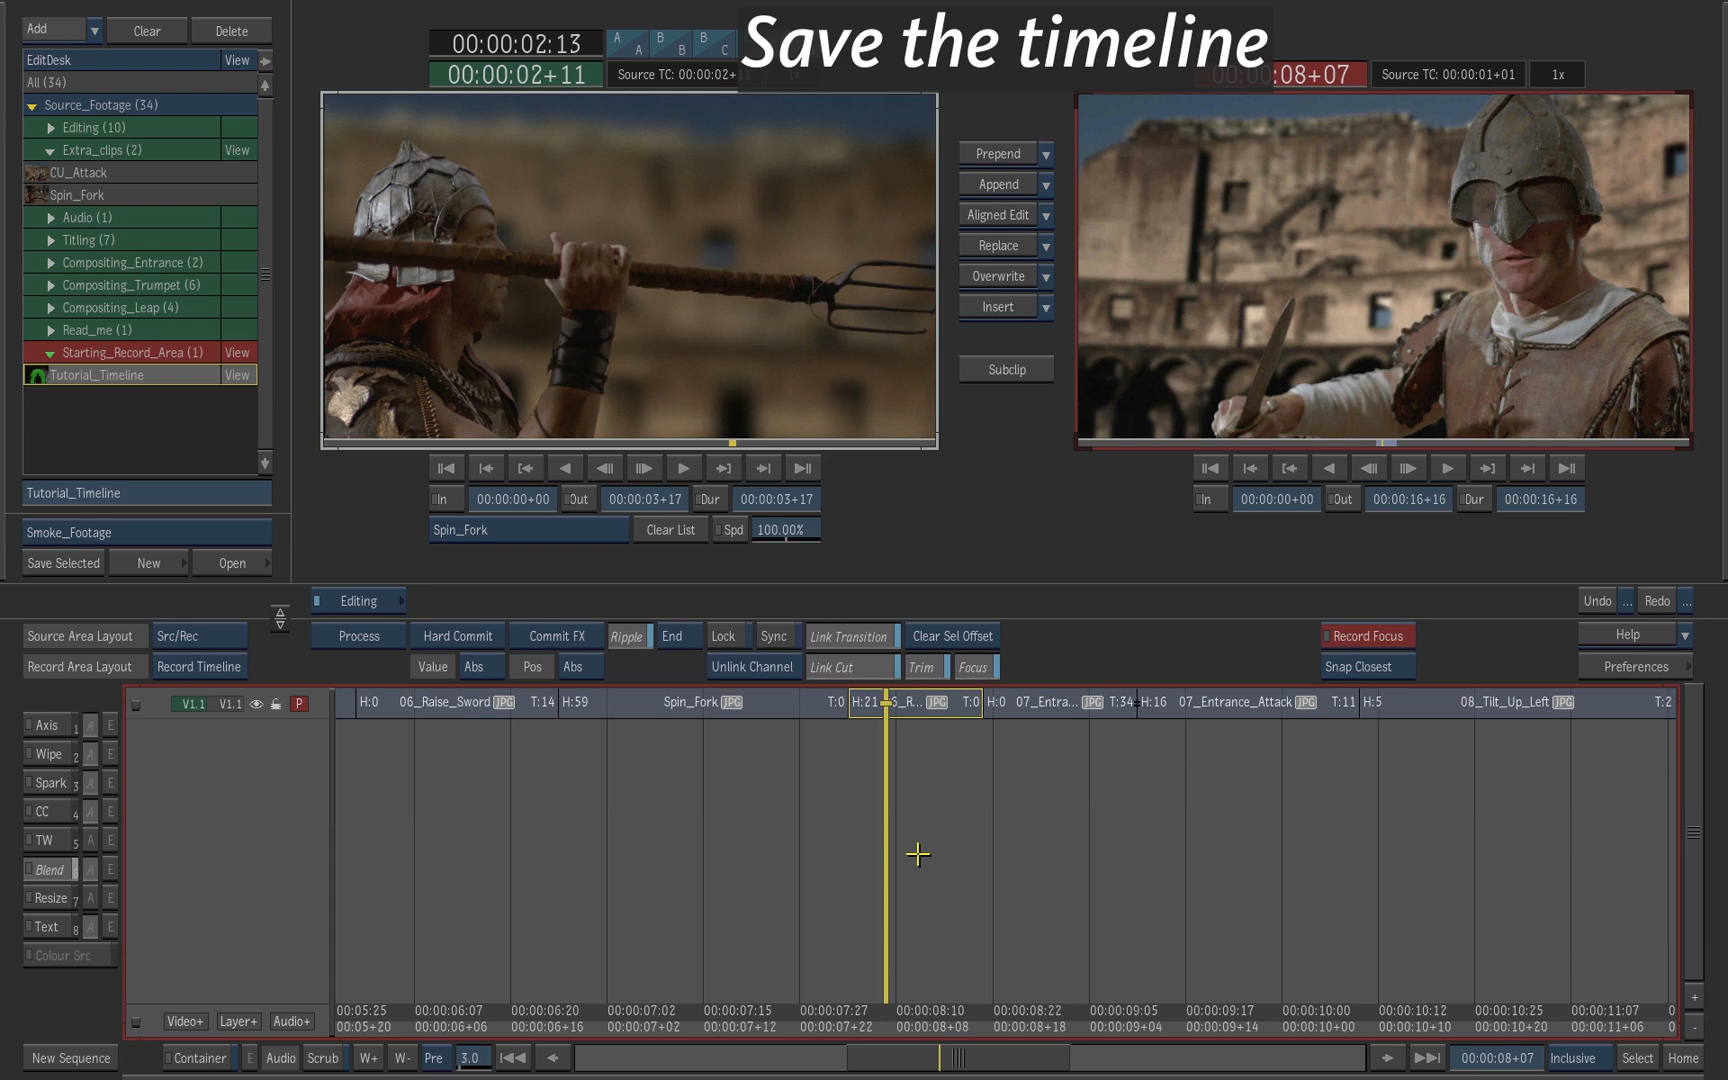 Save the timeline
Add
Clear
Delete
EditDesk View
All (34)
Source_Footage (34)
Editing (10)
Extra_clips (2) View
CU_Attack
Spin_Fork
Audio (1)
Titling (7)
Compositing_Entrance (2)
Compositing_Trumpet (6)
Compositing_Leap (4)
Read_me (1)
Starting_Record_Area (1) View
Tutorial_Timeline View
Tutorial_Timeline
Smoke_Footage
Save Selected New Open
00:00:02:13
A A B B B C
00:00:02+11 Source TC: 00:00:02+
:08+07 Source TC: 00:00:01+01 1x
Prepend
Append
Aligned Edit
Replace
Overwrite
Insert
Subclip
In 00:00:00+00 Out 00:00:03+17 Dur 00:00:03+17
Spin_Fork Clear List Spd 100.00%
In 00:00:00+00 Out 00:00:16+16 Dur 00:00:16+16
Editing
Undo ... Redo ...
Source Area Layout Src/Rec Process Hard Commit Commit FX Ripple End Lock Sync Link Transition Clear Sel Offset Record Focus Help
Record Area Layout Record Timeline Value Abs Pos Abs Unlink Channel Link Cut Trim Focus Snap Closest Preferences
V1.1 V1.1 P H:0 06_Raise_Sword JPG T:14 H:59 Spin_Fork JPG T:0 H:21 _R... JPG T:0 H:0 07_Entra... JPG T:34 H:16 07_Entrance_Attack JPG T:11 H:5 08_Tilt_Up_Left JPG T:2
Axis 1 A E
Wipe 2 A E
Spark 3 A E
CC 4 A E
TW 5 A E
Blend E
Resize 7 A E
Text 8 A E
Colour Src
00:05:25 00:00:06:07 00:00:06:20 00:00:07:02 00:00:07:15 00:00:07:27 00:00:08:10 00:00:08:22 00:00:09:05 00:00:09:14 00:00:10:00 00:00:10:12 00:00:10:25 00:00:11:07 0
Video+ Layer+ Audio+
00:05+20 00:00:06+06 00:00:06+16 00:00:07+02 00:00:07+12 00:00:07+22 00:00:08+08 00:00:08+18 00:00:09+04 00:00:09+14 00:00:10+00 00:00:10+10 00:00:10+20 00:00:11+06 0
New Sequence Container E Audio Scrub W+ W- Pre 3.0 00:00:08+07 Inclusive Select Home